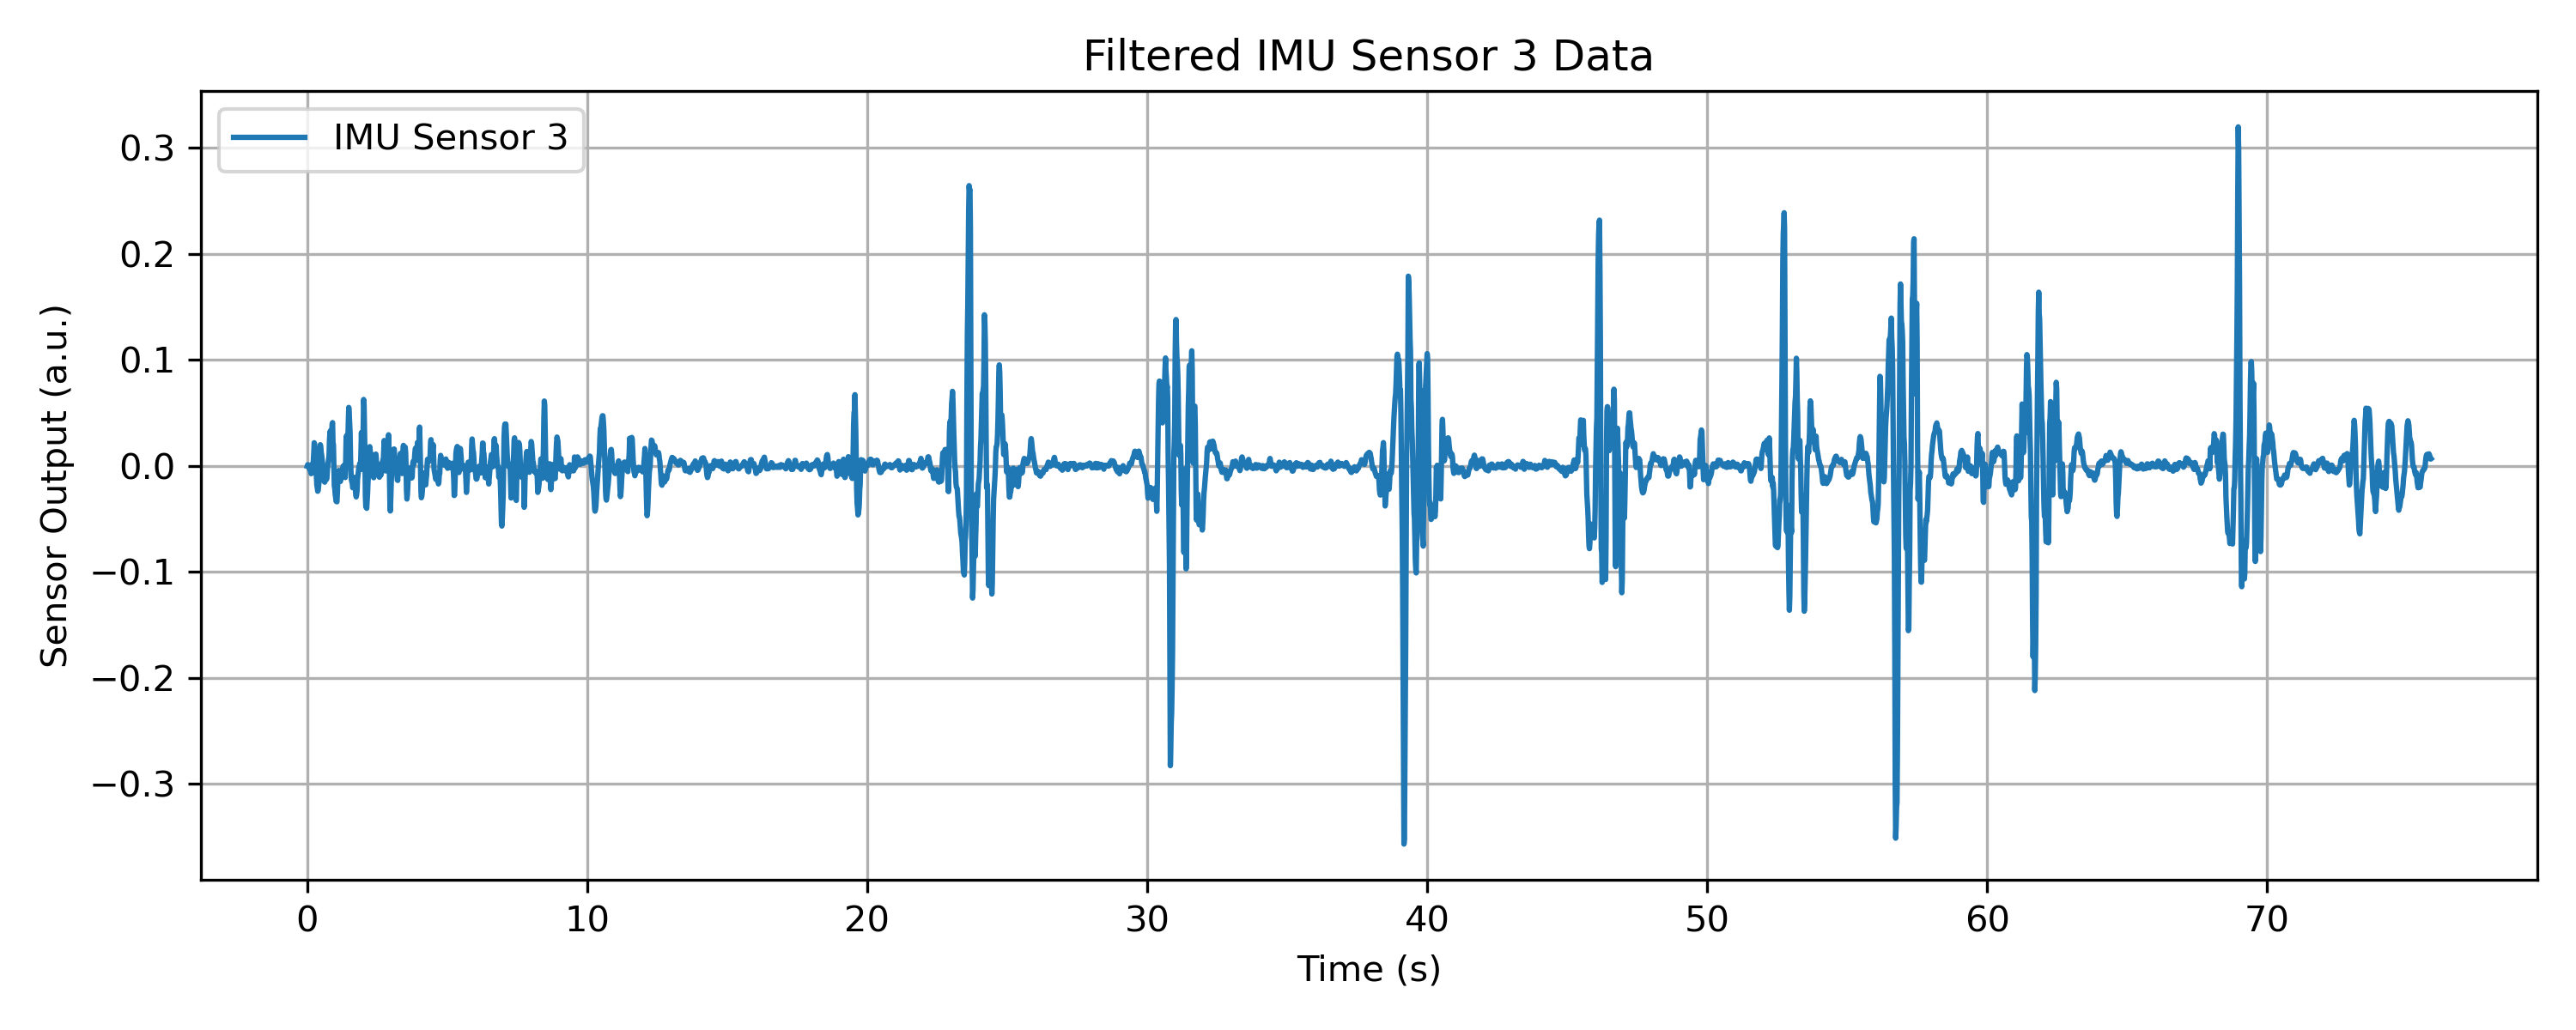 Filtered IMU Sensor 3 Data
IMU Sensor 3
Sensor Output (a.u.)
0.3
0.2
0.1
0.0
−0.1
−0.2
−0.3
0 10 20 30 40 50 60 70
Time (s)